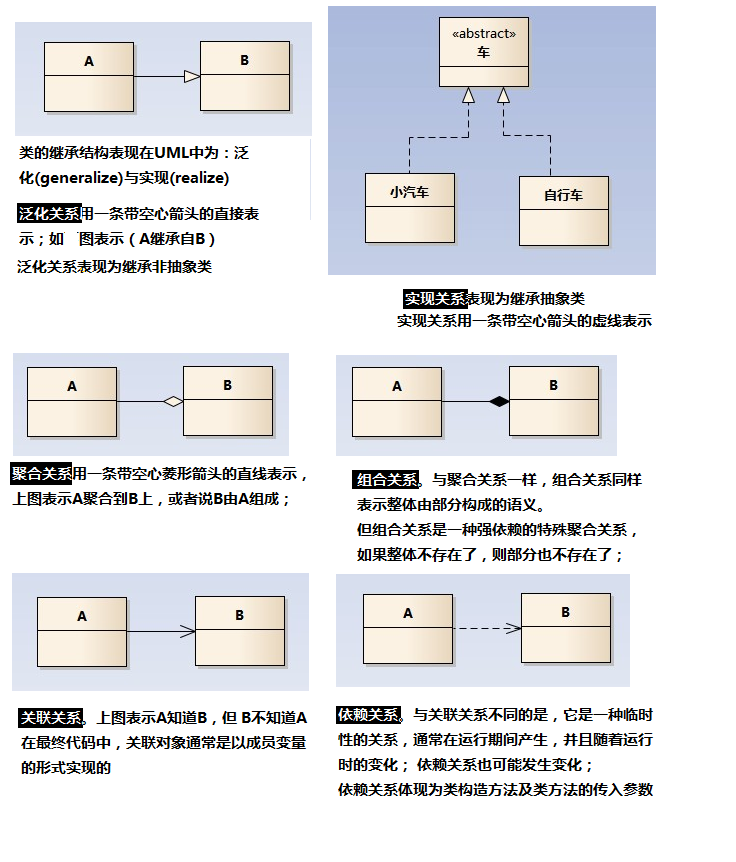 A
B
类的继承结构表现在UML中为：泛
化(generalize)与实现(realize)
泛化关系用一条带空心箭头的直接表
示；如 图表示（A继承自B）
泛化关系表现为继承非抽象类
«abstract»
车
小汽车
自行车
实现关系表现为继承抽象类
实现关系用一条带空心箭头的虚线表示
A
B
聚合关系用一条带空心菱形箭头的直线表示，
上图表示A聚合到B上，或者说B由A组成；
A
B
组合关系。与聚合关系一样，组合关系同样
表示整体由部分构成的语义。
但组合关系是一种强依赖的特殊聚合关系，
如果整体不存在了，则部分也不存在了；
A
B
关联关系。上图表示A知道B，但 B不知道A
在最终代码中，关联对象通常是以成员变量
的形式实现的
A
B
依赖关系。与关联关系不同的是，它是一种临时
性的关系，通常在运行期间产生，并且随着运行
时的变化； 依赖关系也可能发生变化；
依赖关系体现为类构造方法及类方法的传入参数